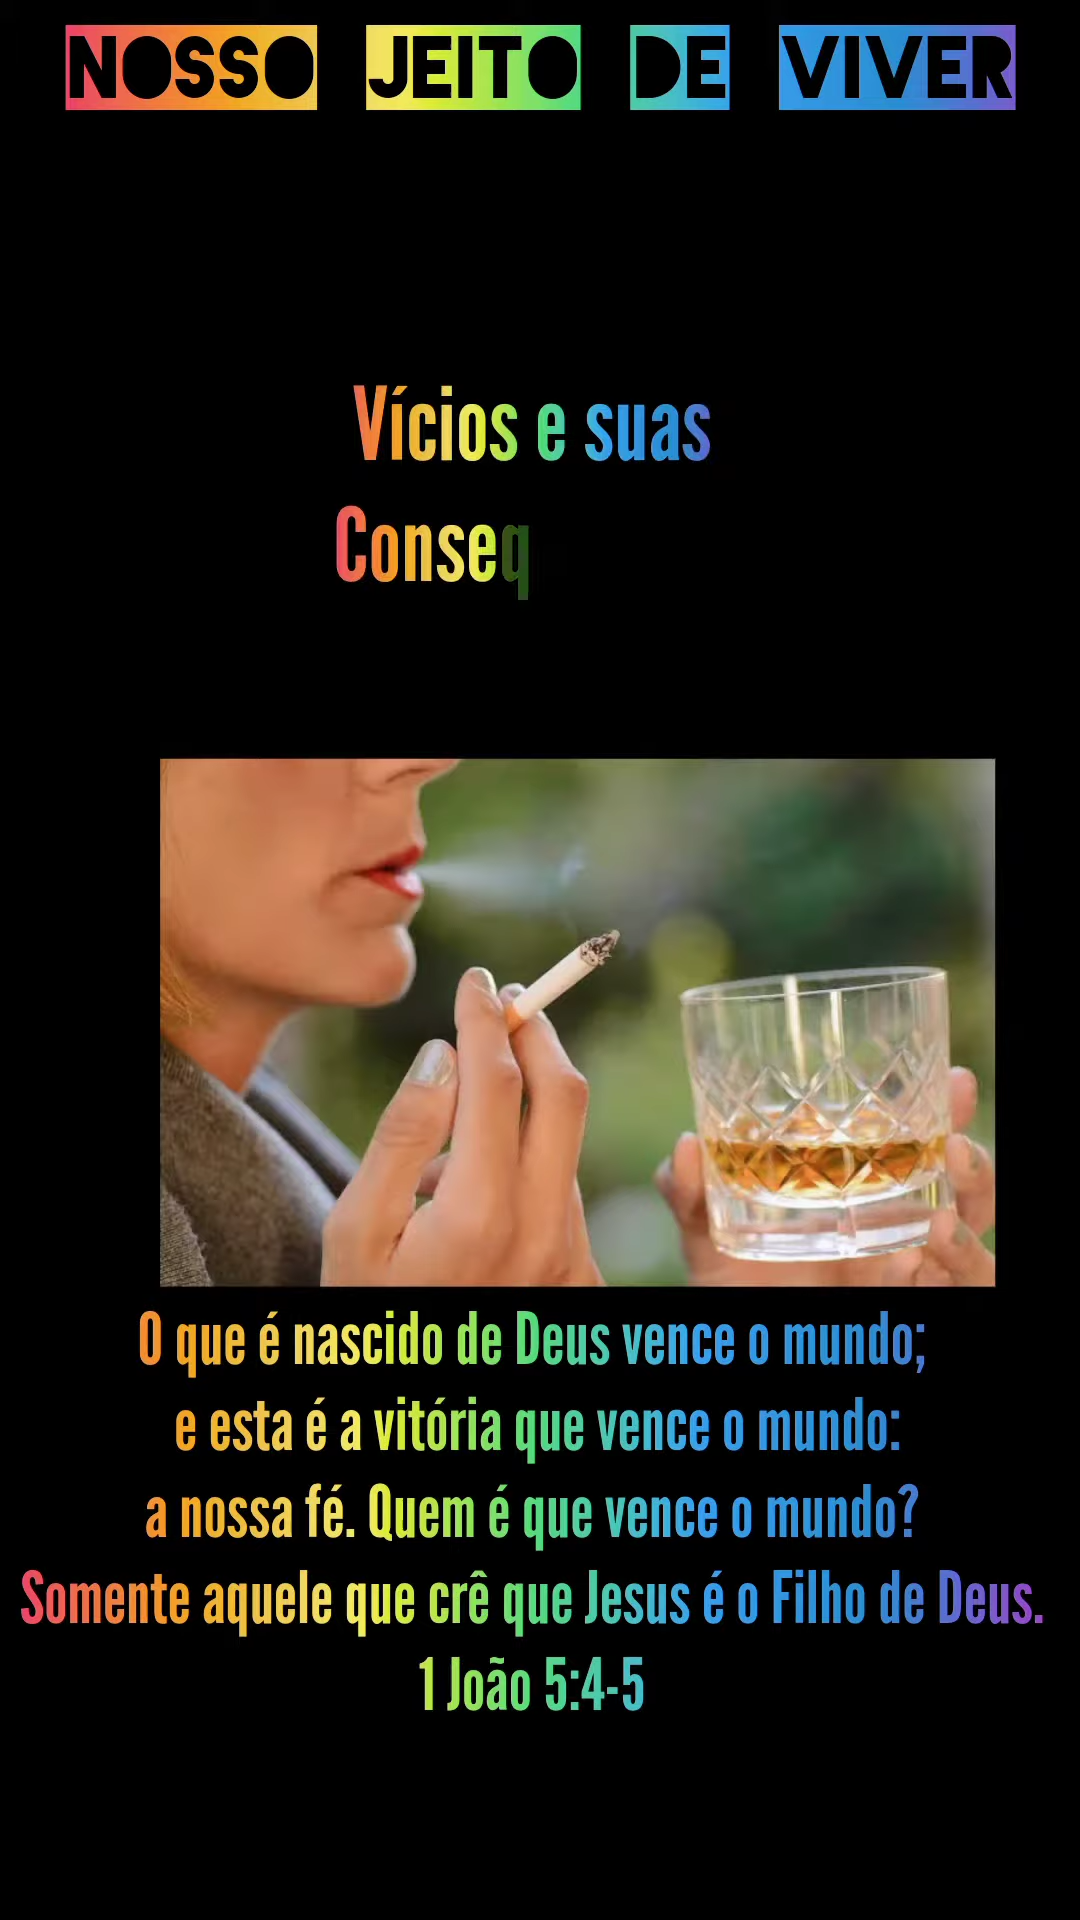 NOSSO JEITO DE VIVER
Vícios e suas
Conseq
O que é nascido de Deus vence o mundo;
e esta é a vitória que vence o mundo:
a nossa fé. Quem é que vence o mundo?
Somente aquele que crê que Jesus é o Filho de Deus.
1 João 5:4-5